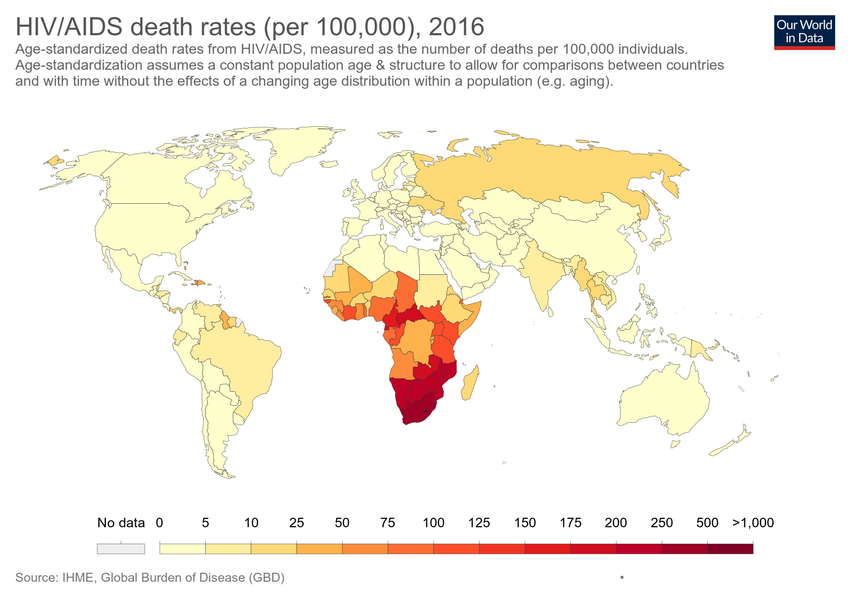 HIV/AIDS death rates (per 100,000), 2016
Our World
in Data
Age-standardized death rates from HIV/AIDS, measured as the number of deaths per 100,000 individuals.
Age-standardization assumes a constant population age & structure to allow for comparisons between countries
and with time without the effects of a changing age distribution within a population (e.g. aging).
No data 0 5 10 25 50 75 100 125 150 175 200 250 500 >1,000
Source: IHME, Global Burden of Disease (GBD)